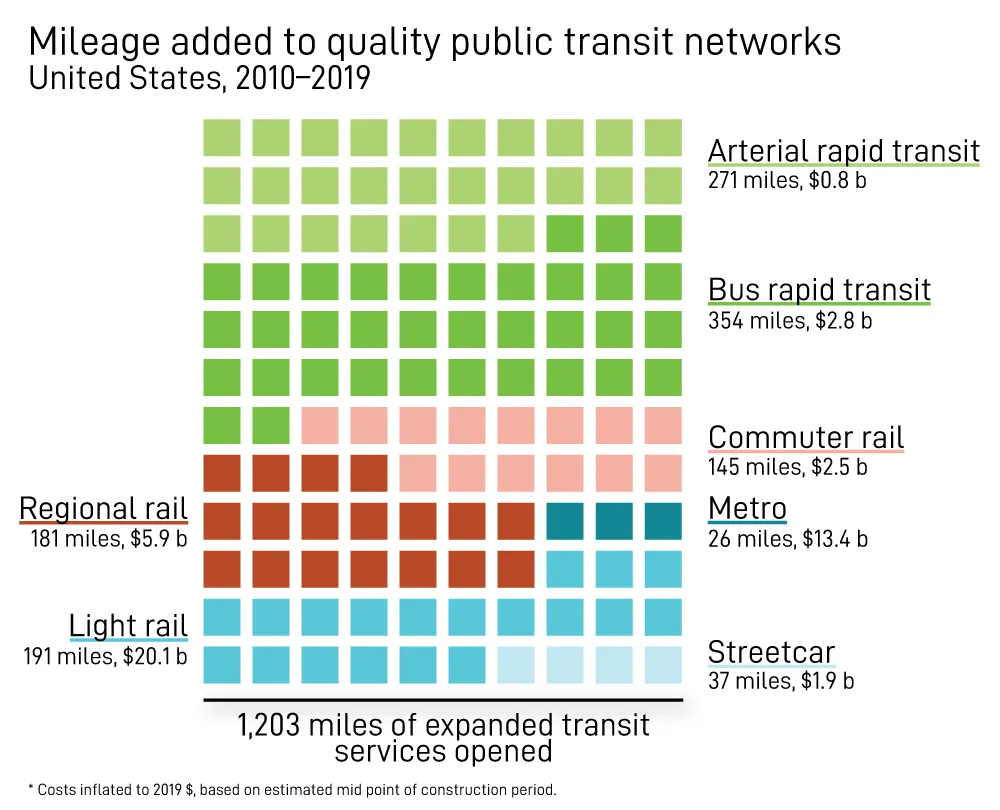 Mileage added to quality public transit networks
United States, 2010–2019
Arterial rapid transit
271 miles, $0.8 b
Bus rapid transit
354 miles, $2.8 b
Commuter rail
145 miles, $2.5 b
Regional rail
181 miles, $5.9 b
Metro
26 miles, $13.4 b
Light rail
191 miles, $20.1 b
Streetcar
37 miles, $1.9 b
1,203 miles of expanded transit
services opened
* Costs inflated to 2019 $, based on estimated mid point of construction period.